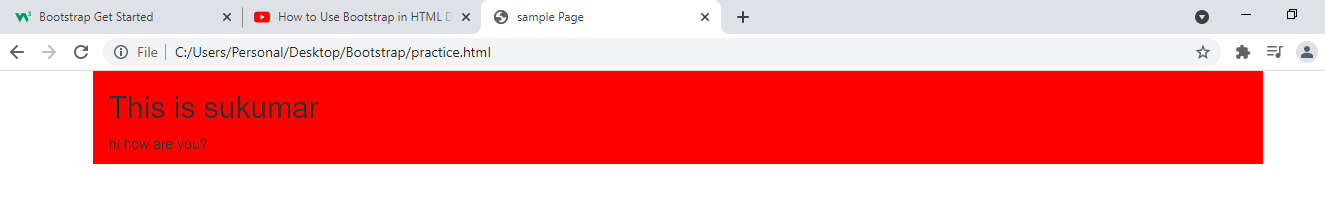 Bootstrap Get Started
How to Use Bootstrap in HTML D
sample Page
File
C:/Users/Personal/Desktop/Bootstrap/practice.html
This is sukumar
hi how are you?